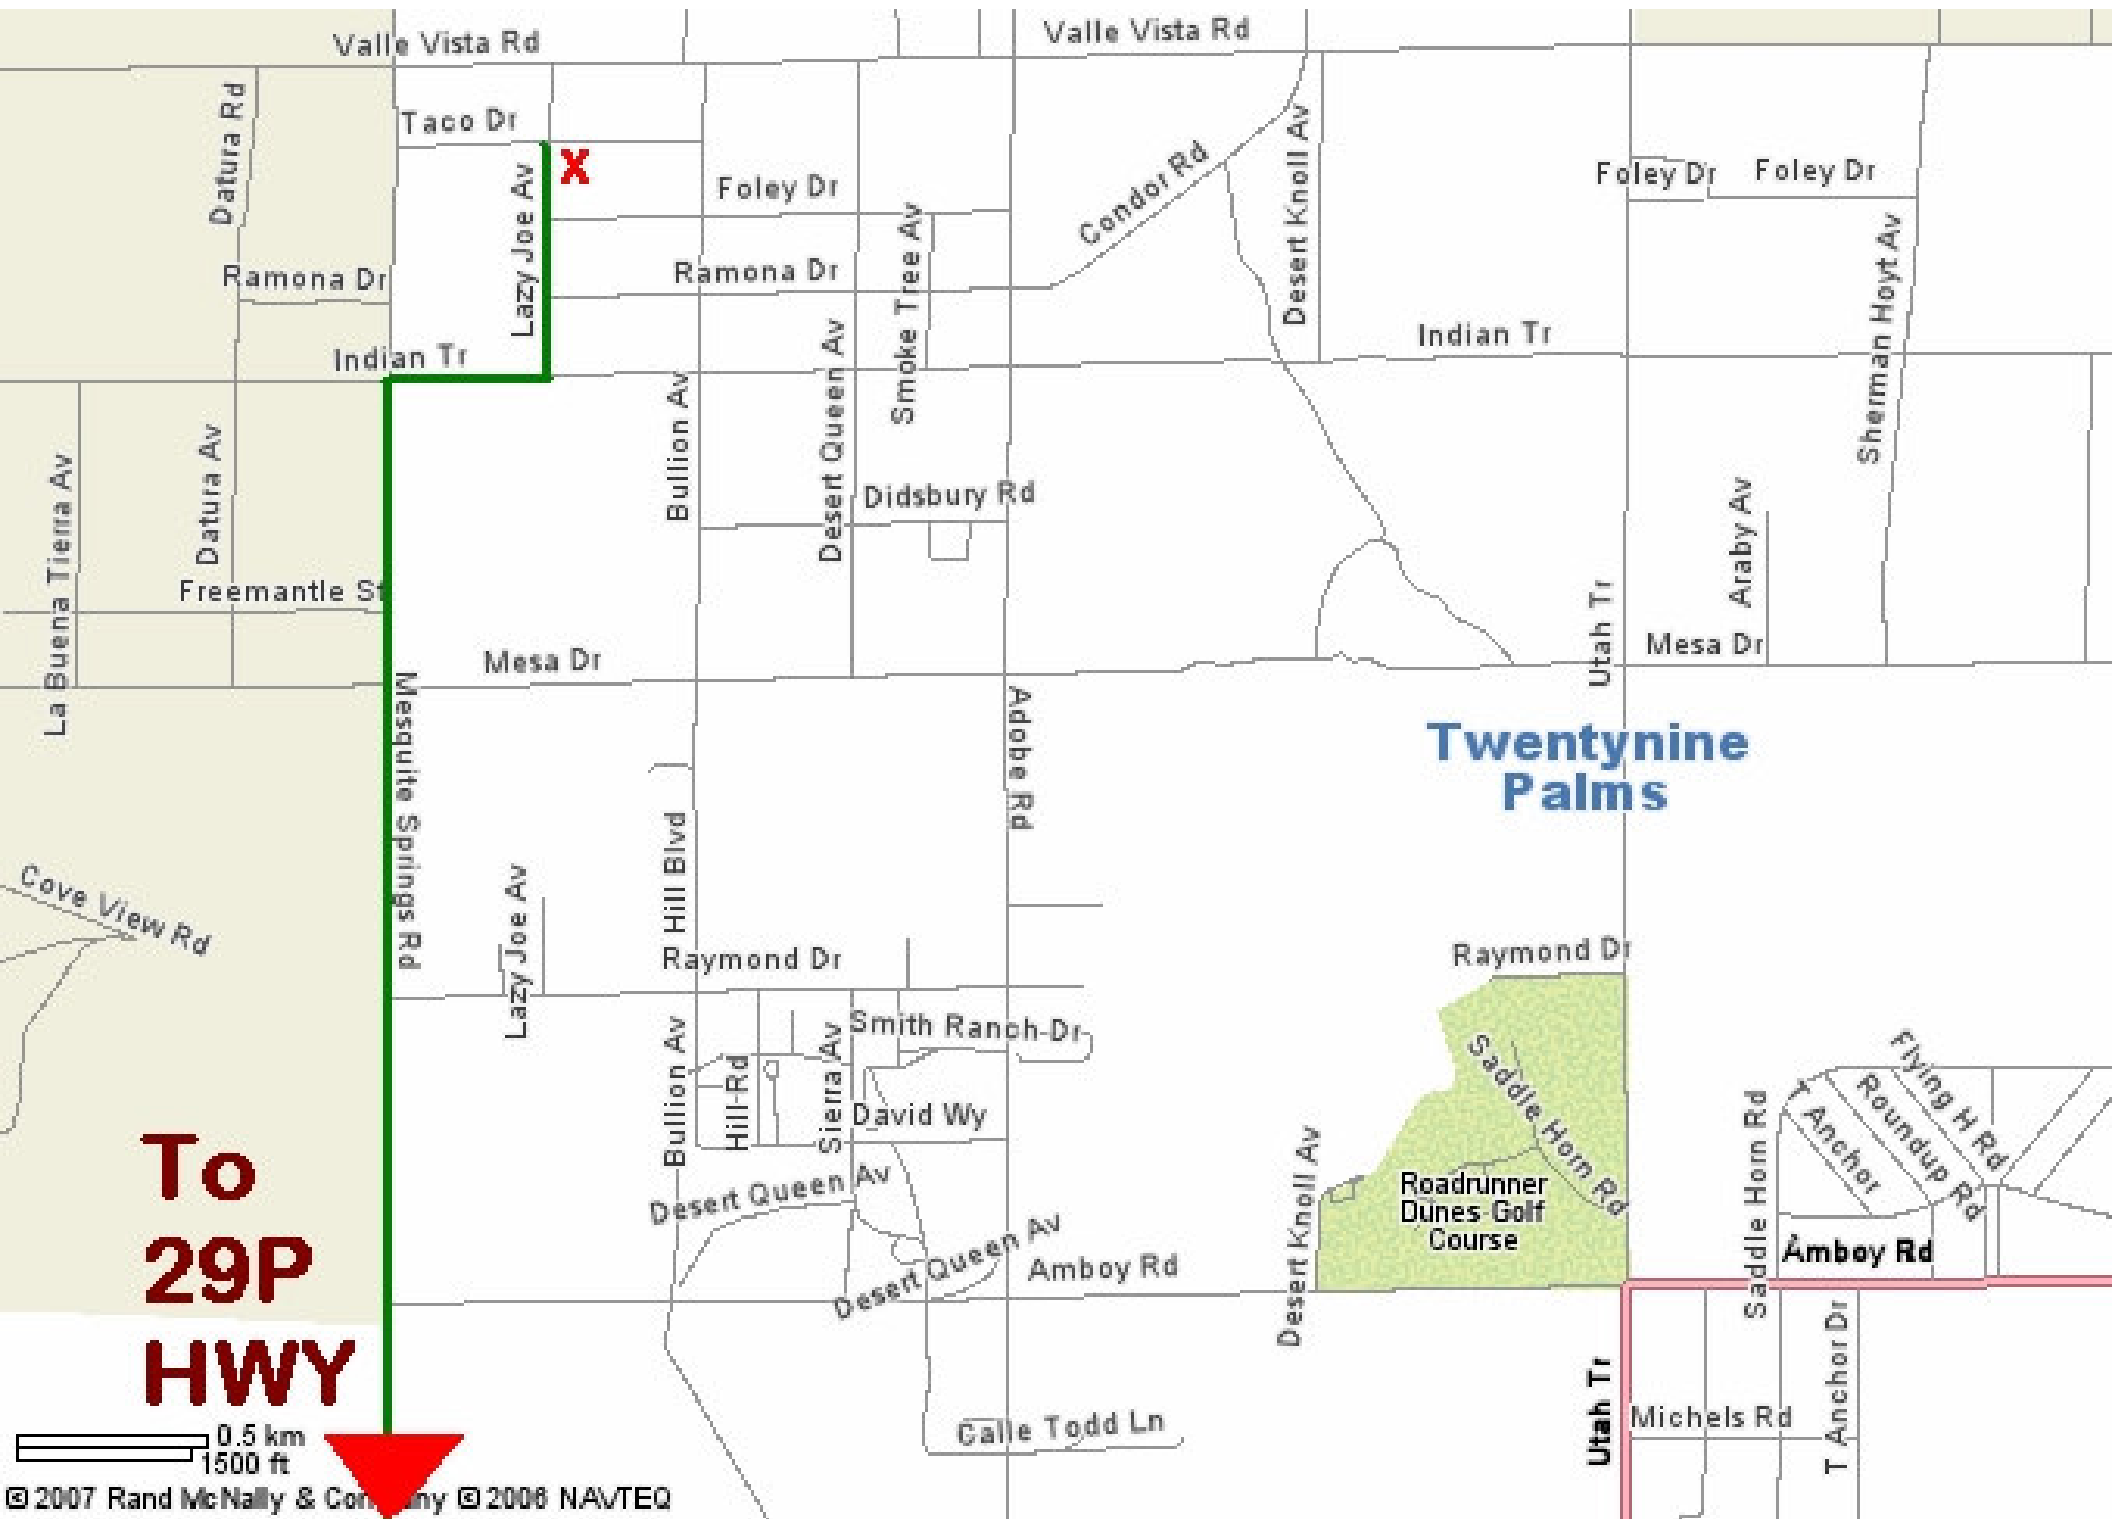 Valle Vista Rd
Valle Vista Rd
Datura Rd
Taco Dr
Lazy Joe Av
X
Foley Dr
Condor Rd
Desert Knoll Av
Foley Dr
Foley Dr
Sherman Hoyt Av
Ramona Dr
Ramona Dr
Smoke Tree Av
Indian Tr
Indian Tr
Desert Queen Av
Bullion Av
Datura Av
La Buena Tierra Av
Didsbury Rd
Araby Av
Utah Tr
Freemantle St
Mesa Dr
Mesa Dr
Mesquite Springs Rd
Adobe Rd
Twentynine
Palms
Hill Blvd
Lazy Joe Av
Cove View Rd
Raymond Dr
Raymond Dr
Bullion Av
Hill Rd
Sierra Av
Smith Ranch Dr
Saddle Horn Rd
Flying H Rd
Roundup Rd
T Anchor
Saddle Horn Rd
David Wy
To
29P
HWY
Desert Queen Av
Desert Queen Av
Desert Knoll Av
Roadrunner
Dunes Golf
Course
Amboy Rd
Amboy Rd
Utah Tr
T Anchor Dr
Michels Rd
Calle Todd Ln
0.5 km
1500 ft
© 2007 Rand McNally & Company © 2006 NAVTEQ